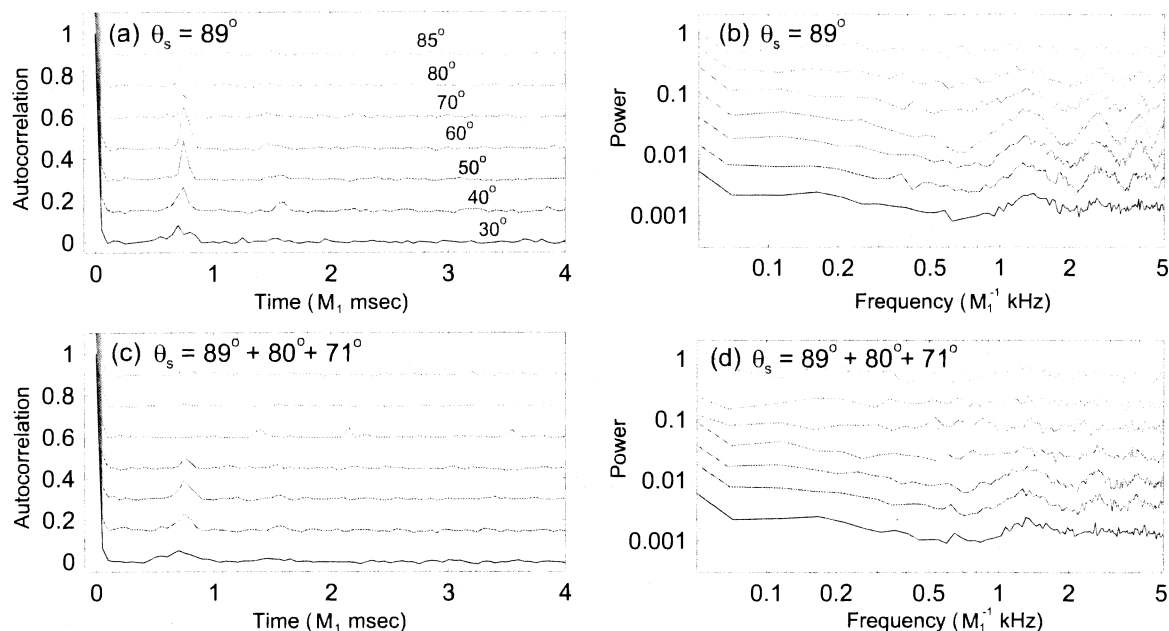 (a) θs = 89°
Autocorrelation
1
0.8
0.6
0.4
0.2
0
85°
80°
70°
60°
50°
40°
30°
0 1 2 3 4
Time (M₁ msec)
(b) θs = 89°
Power
1
0.1
0.01
0.001
0.1 0.2 0.5 1 2 5
Frequency (M₁⁻¹ kHz)
(c) θs = 89° + 80° + 71°
Autocorrelation
1
0.8
0.6
0.4
0.2
0
0 1 2 3 4
Time (M₁ msec)
(d) θs = 89° + 80° + 71°
Power
1
0.1
0.01
0.001
0.1 0.2 0.5 1 2 5
Frequency (M₁⁻¹ kHz)